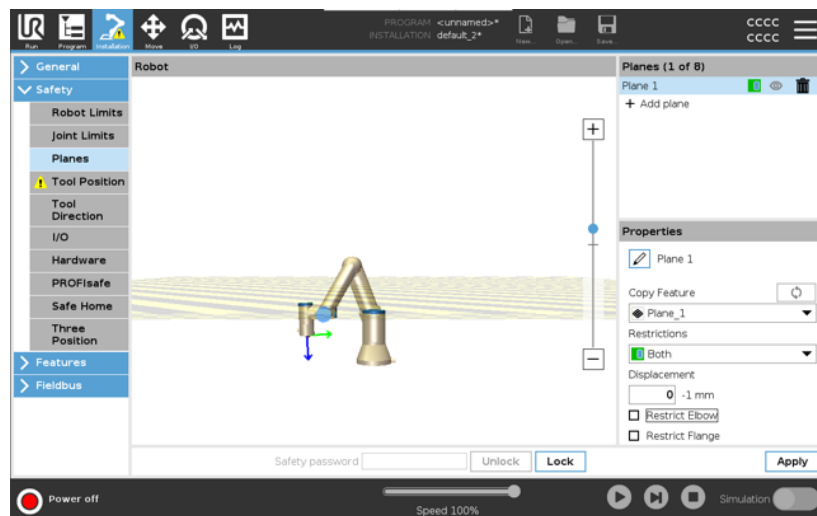 PROGRAM <unnamed>*
INSTALLATION default_2*
CCCC
CCCC
Run Program Installation Move I/O Log New... Open... Save...
General
Safety
Robot Limits
Joint Limits
Planes
Tool Position
Tool
Direction
I/O
Hardware
PROFIsafe
Safe Home
Three
Position
Features
Fieldbus
Robot
Planes (1 of 8)
Plane 1
+ Add plane
Properties
Plane 1
Copy Feature
Plane_1
Restrictions
Both
Displacement
0 -1 mm
Restrict Elbow
Restrict Flange
Safety password Unlock Lock Apply
Power off
Speed 100%
Simulation